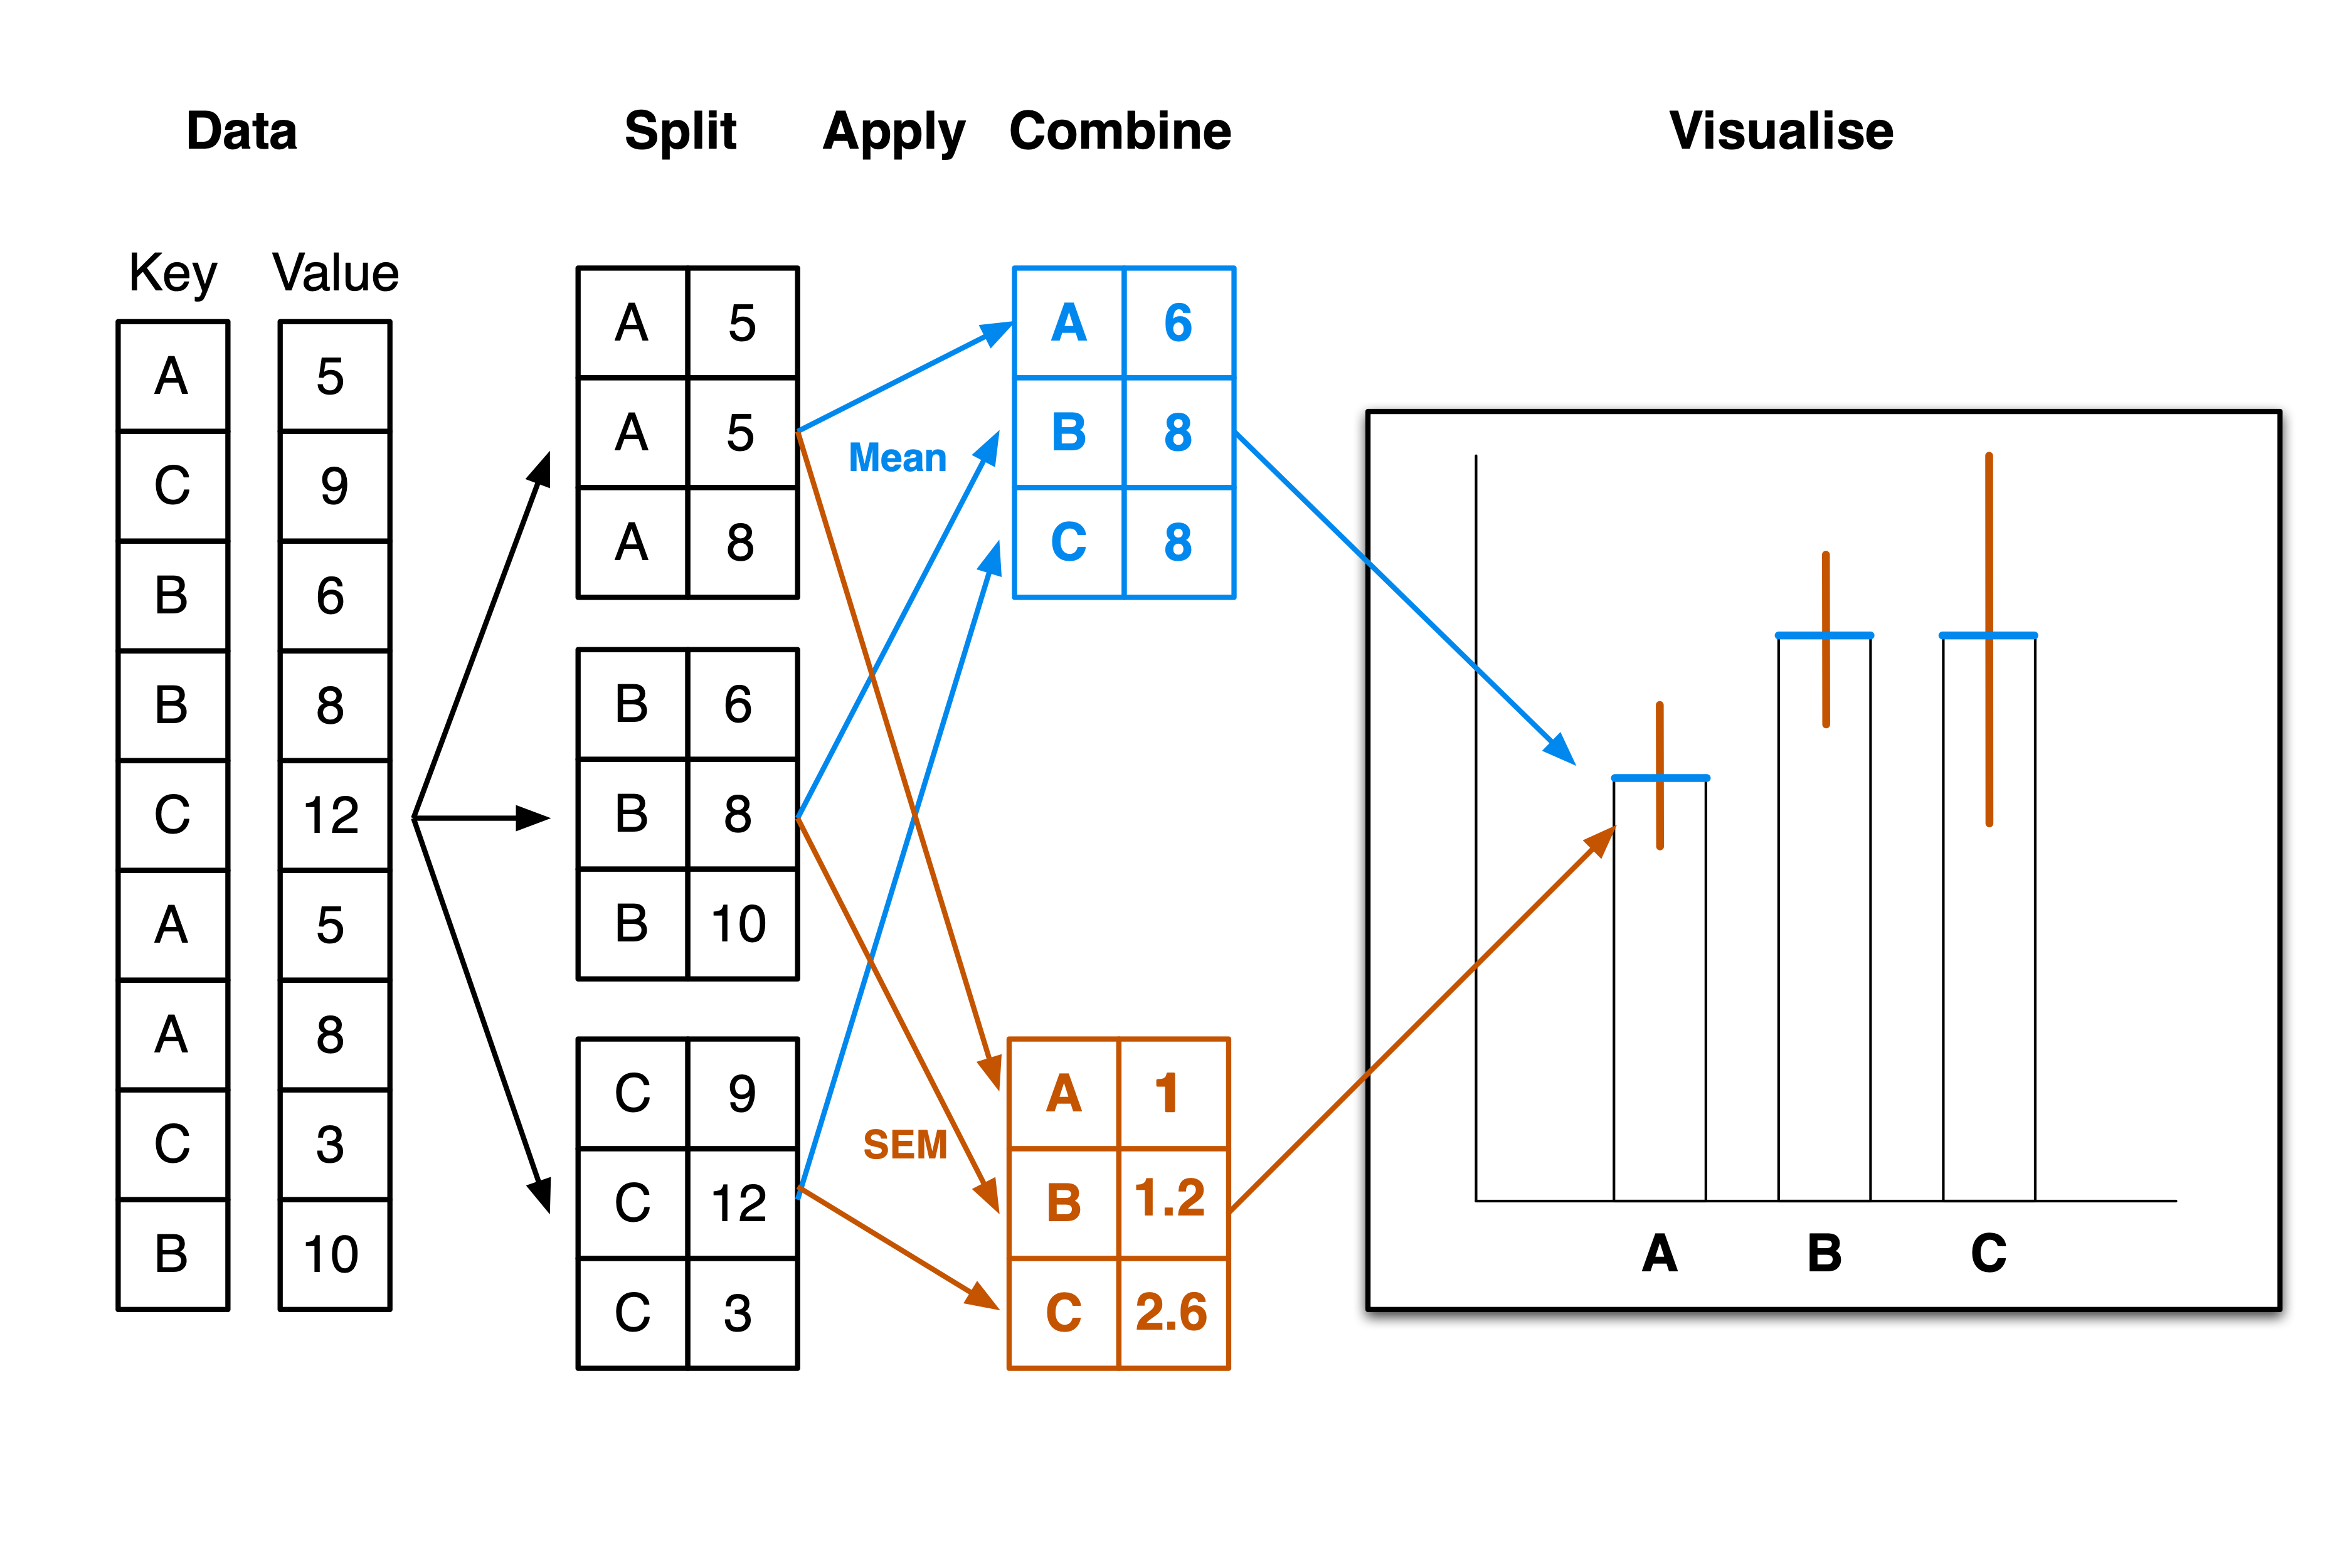 Data Split Apply Combine Visualise
Key Value
A 5
C 9
B 6
B 8
C 12
A 5
A 8
C 3
B 10
A 5
A 5
A 8
B 6
B 8
B 10
C 9
C 12
C 3
Mean
SEM
A 6
B 8
C 8
A 1
B 1.2
C 2.6
A B C